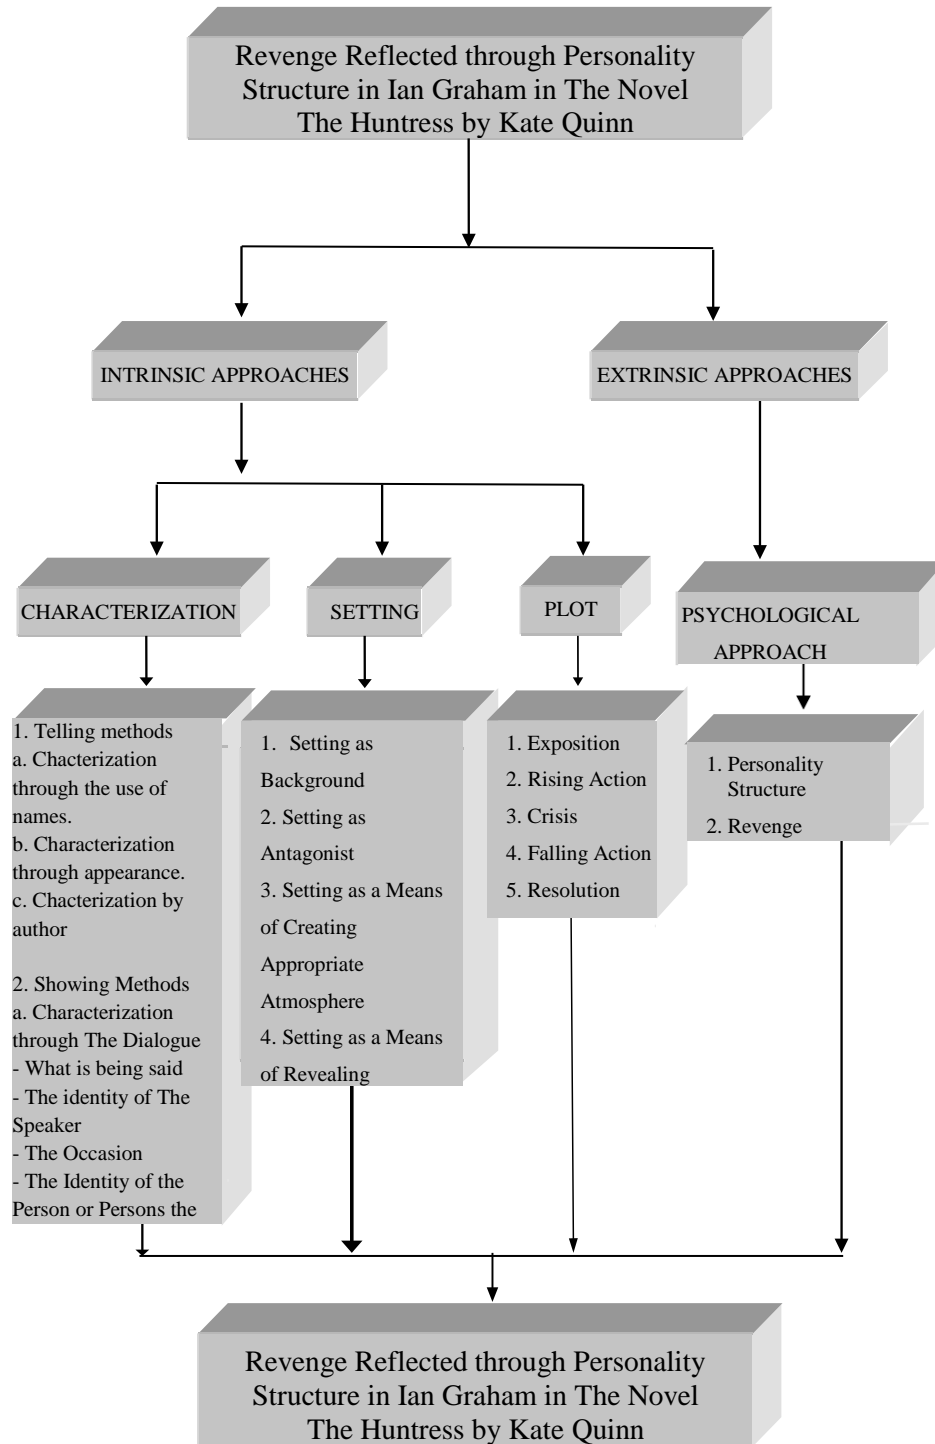 Revenge Reflected through Personality
Structure in Ian Graham in The Novel
The Huntress by Kate Quinn
INTRINSIC APPROACHES
EXTRINSIC APPROACHES
CHARACTERIZATION
SETTING
PLOT
PSYCHOLOGICAL
APPROACH
1. Telling methods
a. Chacterization
through the use of
names.
b. Characterization
through appearance.
c. Chacterization by
author
2. Showing Methods
a. Characterization
through The Dialogue
- What is being said
- The identity of The
Speaker
- The Occasion
- The Identity of the
Person or Persons the
1. Setting as
Background
2. Setting as
Antagonist
3. Setting as a Means
of Creating
Appropriate
Atmosphere
4. Setting as a Means
of Revealing
1. Exposition
2. Rising Action
3. Crisis
4. Falling Action
5. Resolution
1. Personality
Structure
2. Revenge
Revenge Reflected through Personality
Structure in Ian Graham in The Novel
The Huntress by Kate Quinn